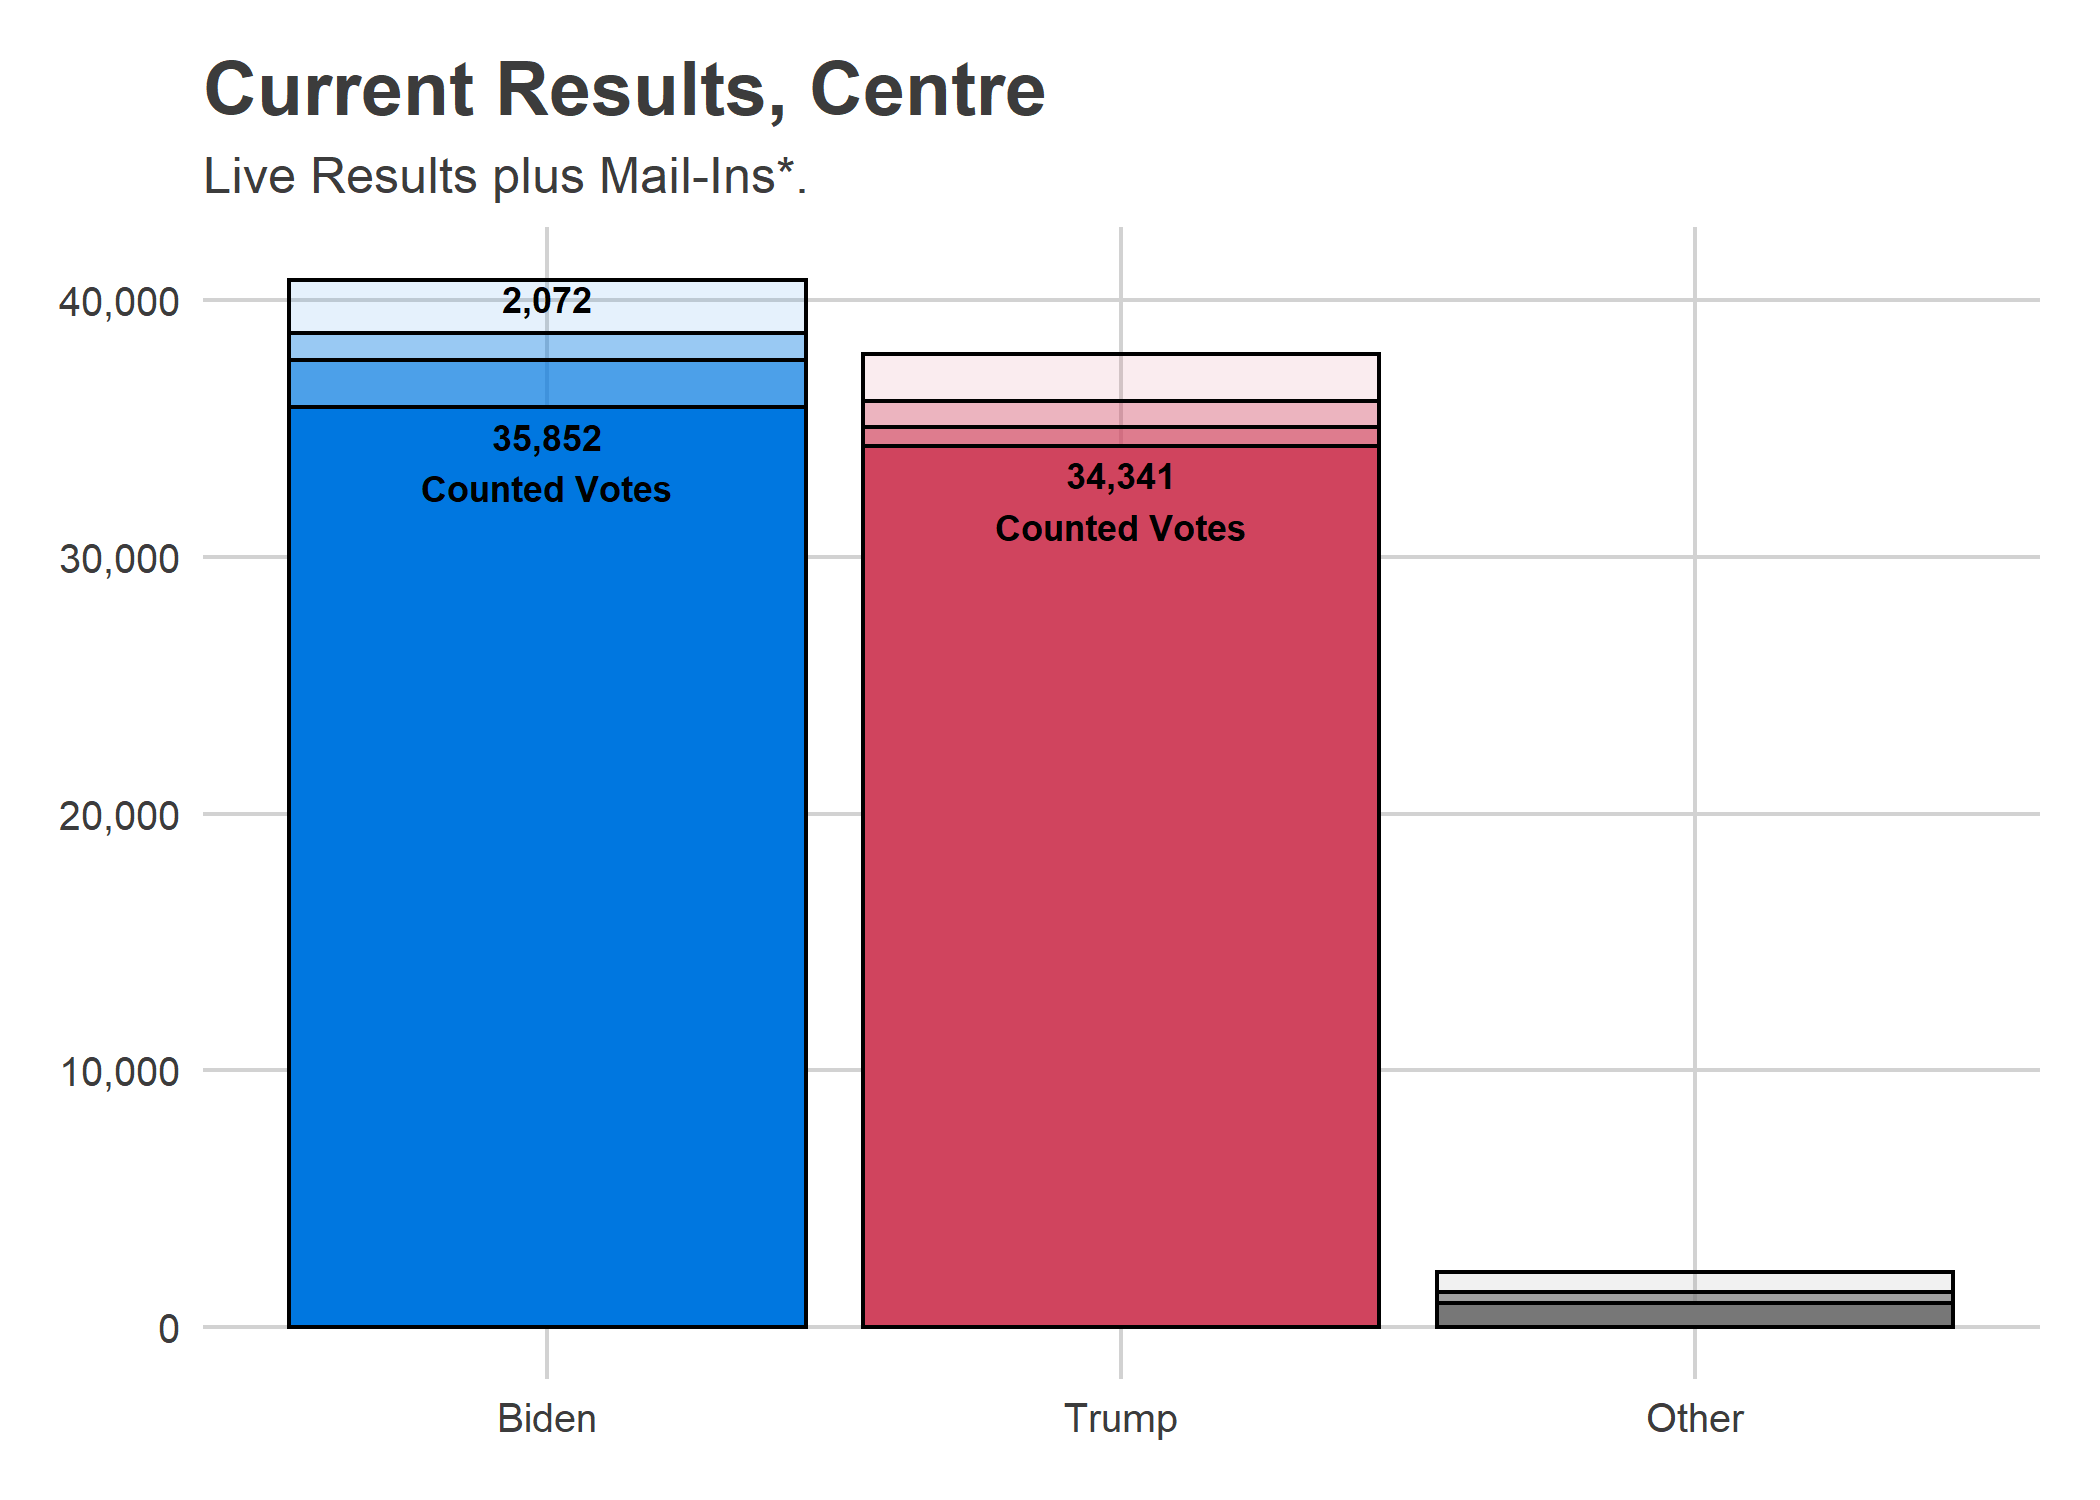 Current Results, Centre
Live Results plus Mail-Ins*.
40,000
30,000
20,000
10,000
0
2,072
35,852
Counted Votes
34,341
Counted Votes
Biden
Trump
Other